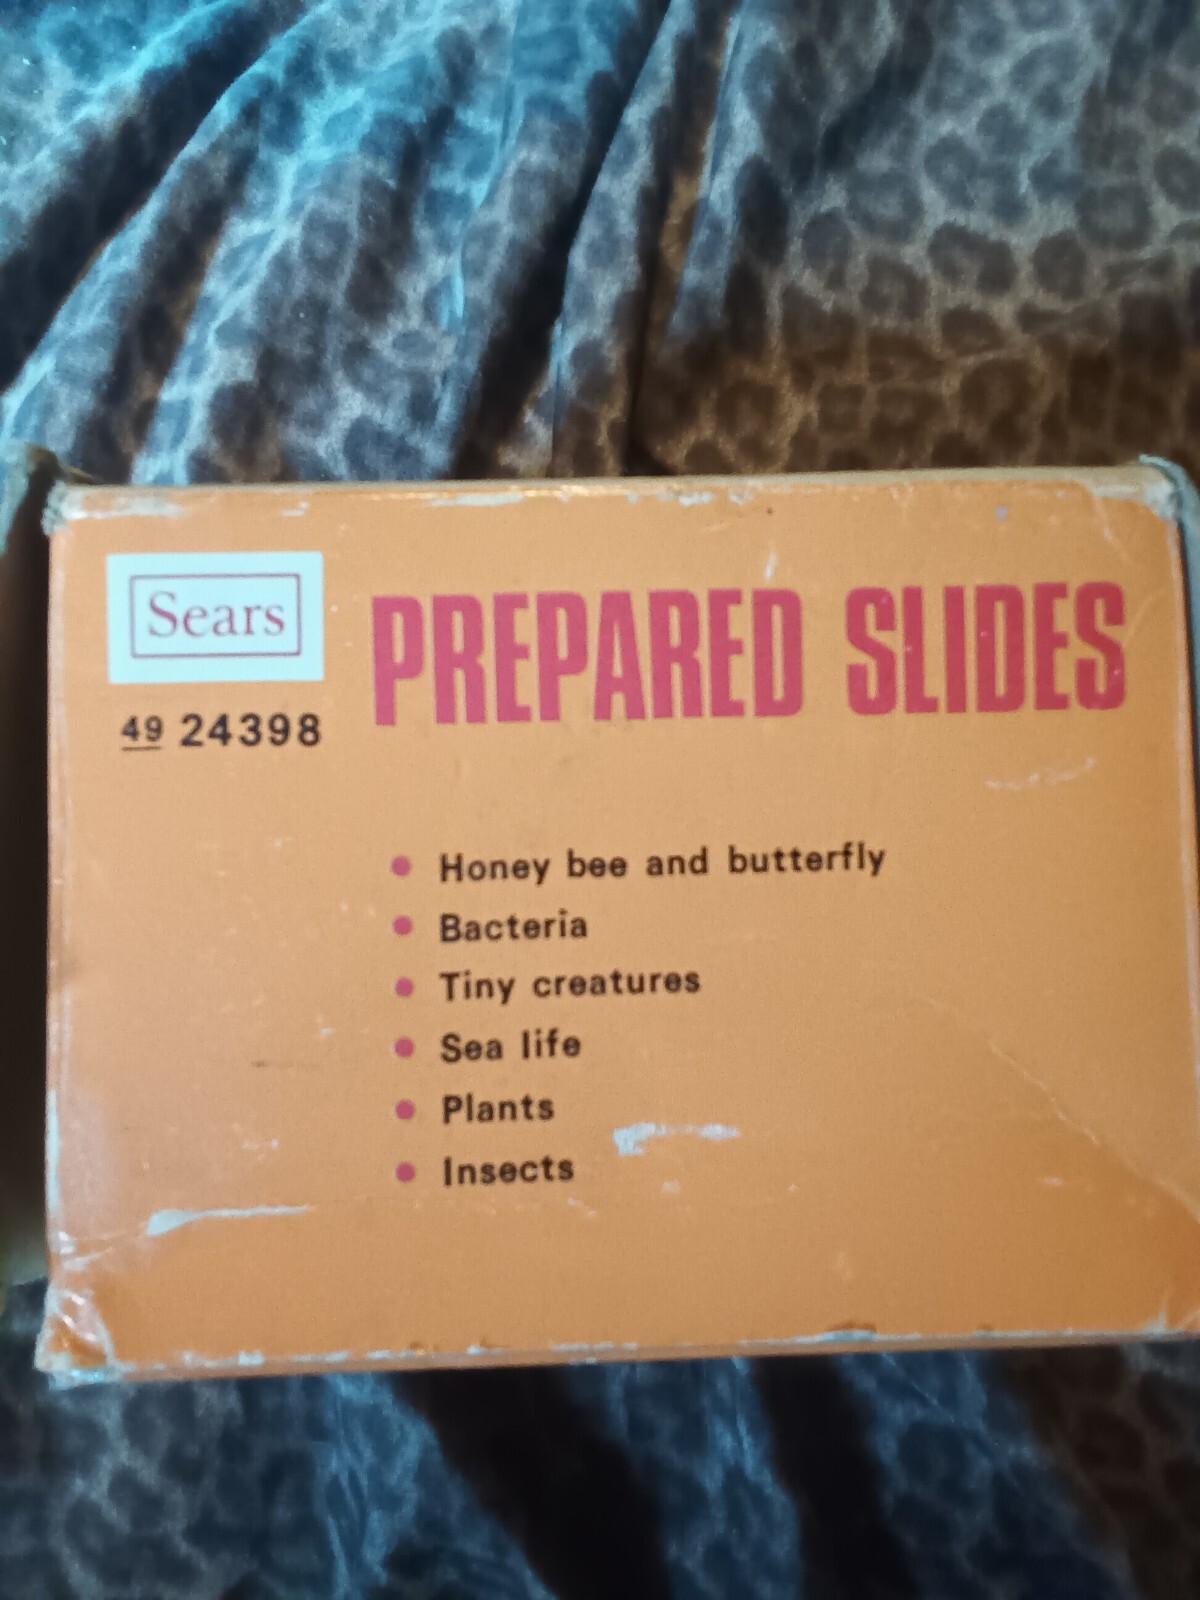 Sears
PREPARED SLIDES
49 24398
Honey bee and butterfly
Bacteria
Tiny creatures
Sea life
Plants
Insects